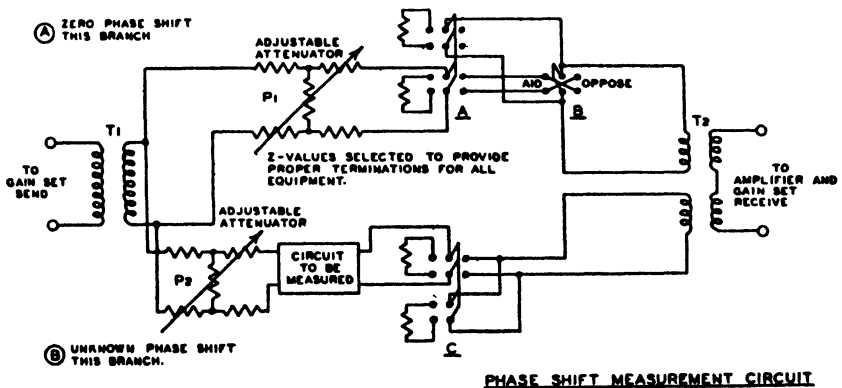 A ZERO PHASE SHIFT
THIS BRANCH
ADJUSTABLE
ATTENUATOR
P1
A
AID
OPPOSE
B
T1
T2
TO
GAIN SET
SEND
Z-VALUES SELECTED TO PROVIDE
PROPER TERMINATIONS FOR ALL
EQUIPMENT.
TO
AMPLIFIER AND
GAIN SET
RECEIVE
ADJUSTABLE
ATTENUATOR
P2
CIRCUIT
TO BE
MEASURED
C
B UNKNOWN PHASE SHIFT
THIS BRANCH.
PHASE SHIFT MEASUREMENT CIRCUIT